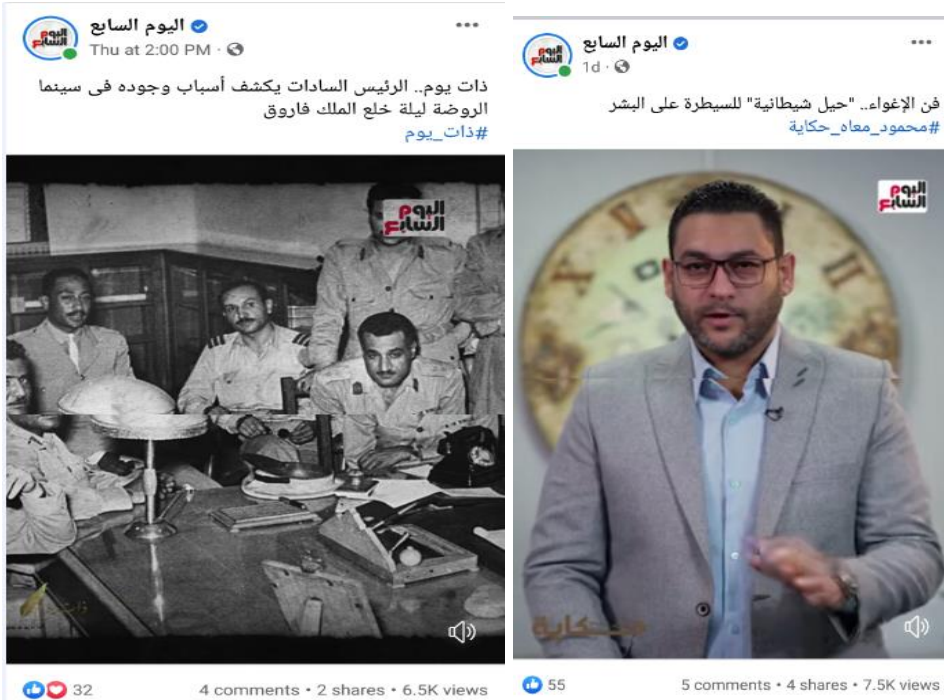 اليوم السابع
Thu at 2:00 PM
ذات يوم.. الرئيس السادات يكشف أسباب وجوده فى سينما
الروضة ليلة خلع الملك فاروق
#ذات_يوم
اليوم السابع
32
4 comments • 2 shares • 6.5K views
اليوم السابع
1d
فن الإغواء.. "حيل شيطانية" للسيطرة على البشر
#محمود_معاه_حكاية
اليوم السابع
حكاية
55
5 comments • 4 shares • 7.5K views